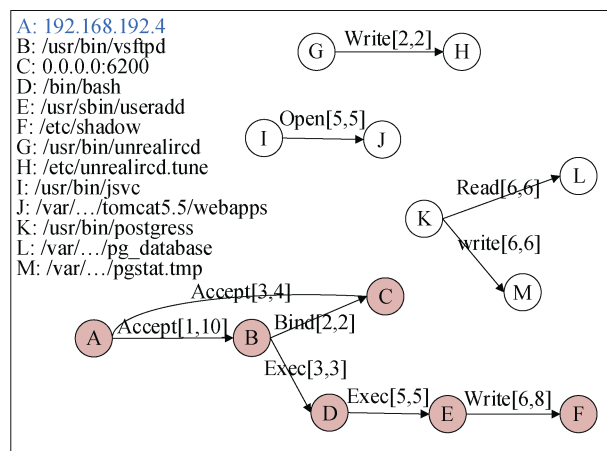 A: 192.168.192.4
B: /usr/bin/vsftpd
C: 0.0.0.0:6200
D: /bin/bash
E: /usr/sbin/useradd
F: /etc/shadow
G: /usr/bin/unrealircd
H: /etc/unrealircd.tune
I: /usr/bin/jsvc
J: /var/…/tomcat5.5/webapps
K: /usr/bin/postgress
L: /var/…/pg_database
M: /var/…/pgstat.tmp
G
Write[2,2]
H
I
Open[5,5]
J
K
Read[6,6]
L
write[6,6]
M
Accept[3,4]
C
A
Accept[1,10]
B
Bind[2,2]
Exec[3,3]
D
Exec[5,5]
E
Write[6,8]
F